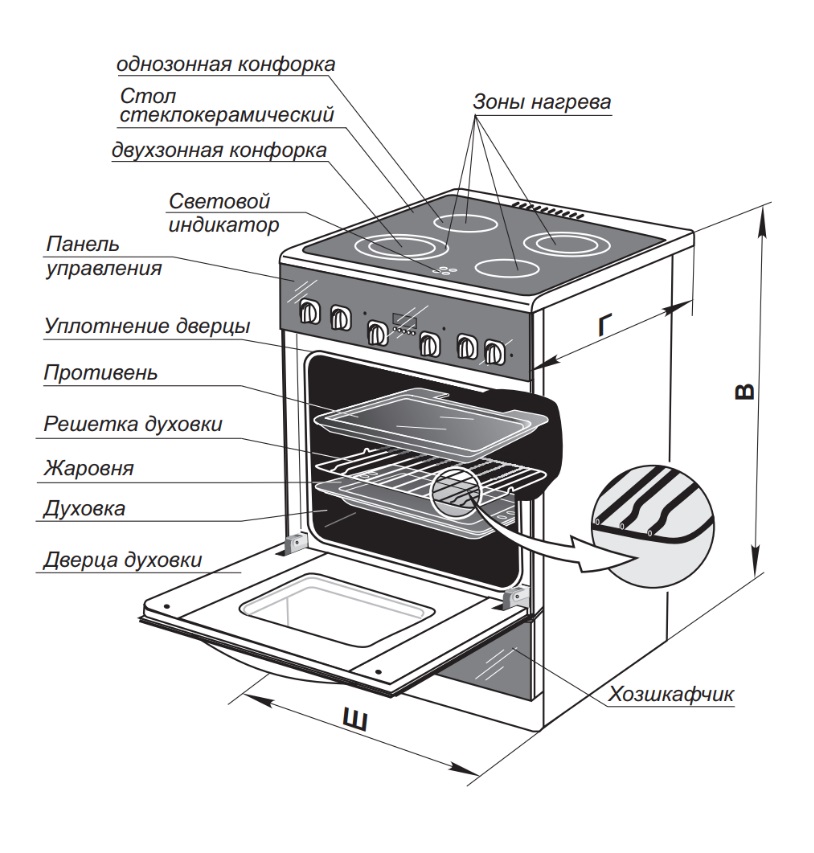 однозонная конфорка
Стол
стеклокерамический
двухзонная конфорка
Зоны нагрева
Световой
индикатор
Панель
управления
Уплотнение дверцы
Противень
Решетка духовки
Жаровня
Духовка
Дверца духовки
Г
В
Хозшкафчик
Ш